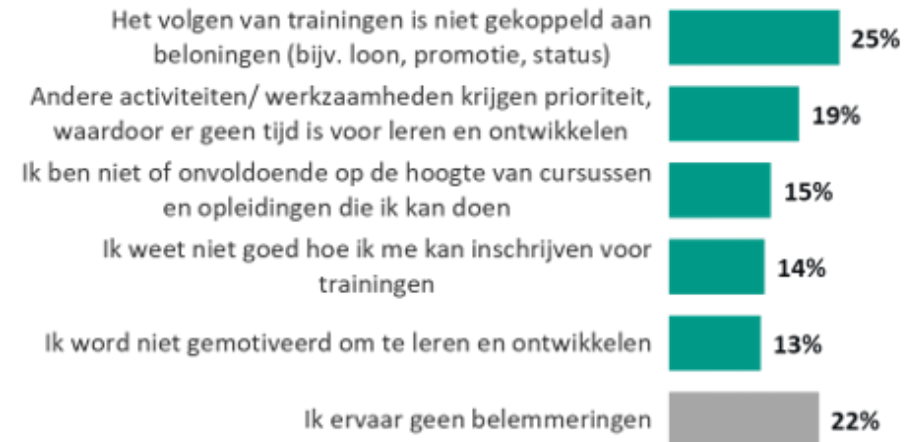 Het volgen van trainingen is niet gekoppeld aan
beloningen (bijv. loon, promotie, status)
25%
Andere activiteiten/ werkzaamheden krijgen prioriteit,
waardoor er geen tijd is voor leren en ontwikkelen
19%
Ik ben niet of onvoldoende op de hoogte van cursussen
en opleidingen die ik kan doen
15%
Ik weet niet goed hoe ik me kan inschrijven voor
trainingen
14%
Ik word niet gemotiveerd om te leren en ontwikkelen
13%
Ik ervaar geen belemmeringen
22%